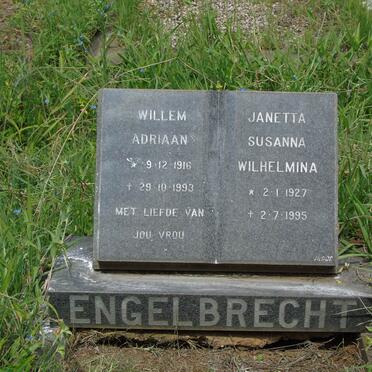 WILLEM
ADRIAAN
* 9-12-1916
† 29-10-1993
MET LIEFDE VAN
JOU VROU
JANETTA
SUSANNA
WILHELMINA
* 2-1-1927
† 2-7-1995
ENGELBRECHT